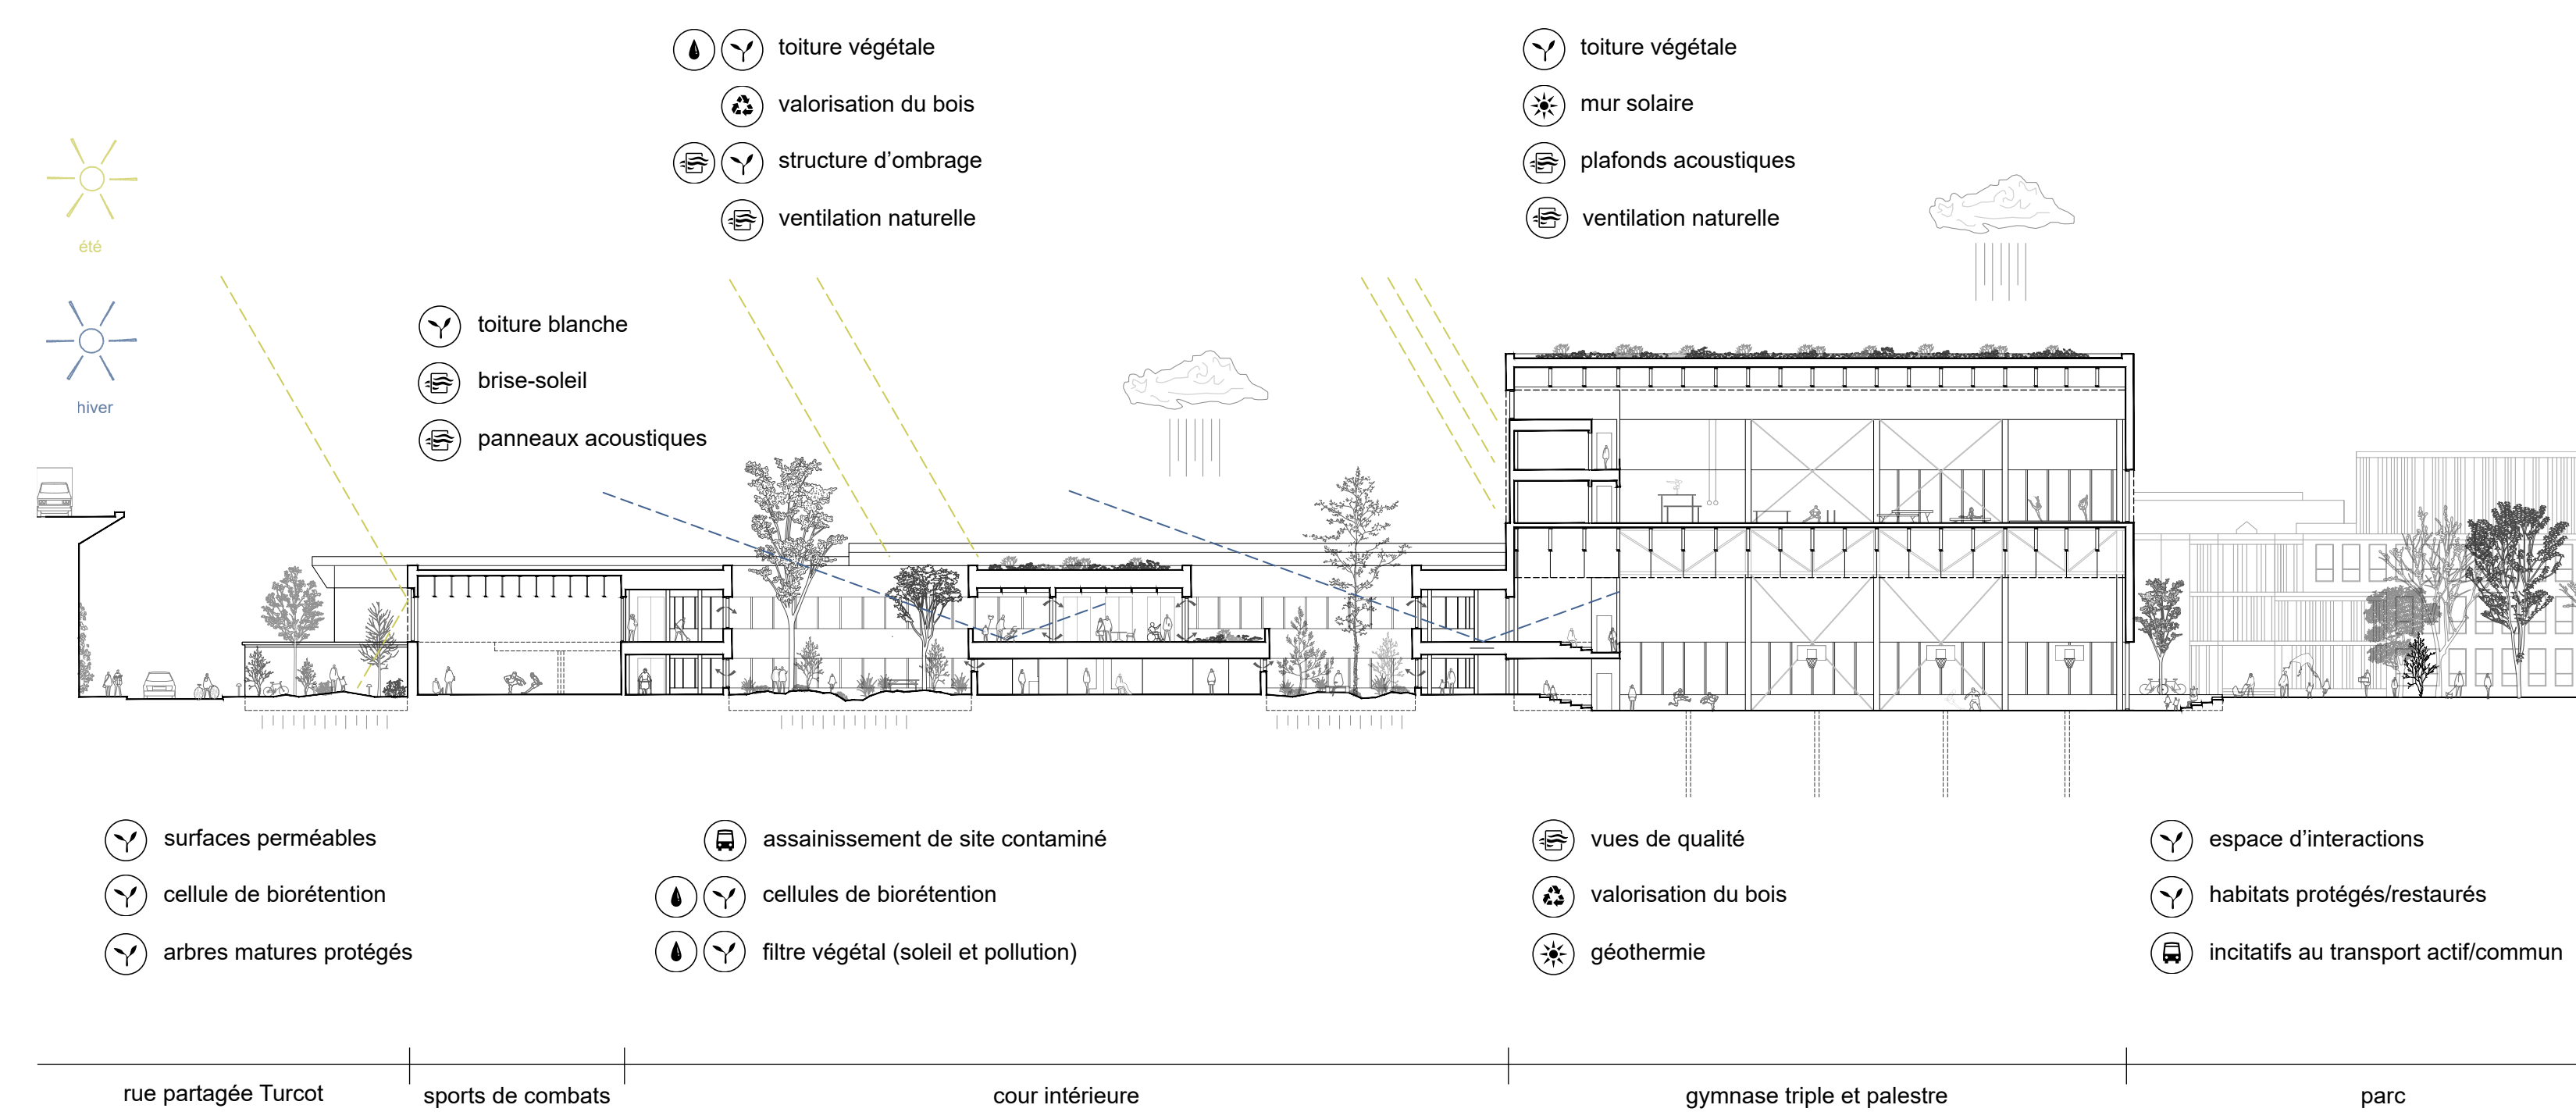 toiture végétale
valorisation du bois
structure d’ombrage
ventilation naturelle
toiture végétale
mur solaire
plafonds acoustiques
ventilation naturelle
été
hiver
toiture blanche
brise-soleil
panneaux acoustiques
surfaces perméables
cellule de biorétention
arbres matures protégés
assainissement de site contaminé
cellules de biorétention
filtre végétal (soleil et pollution)
vues de qualité
valorisation du bois
géothermie
espace d’interactions
habitats protégés/restaurés
incitatifs au transport actif/commun
rue partagée Turcot
sports de combats
cour intérieure
gymnase triple et palestre
parc